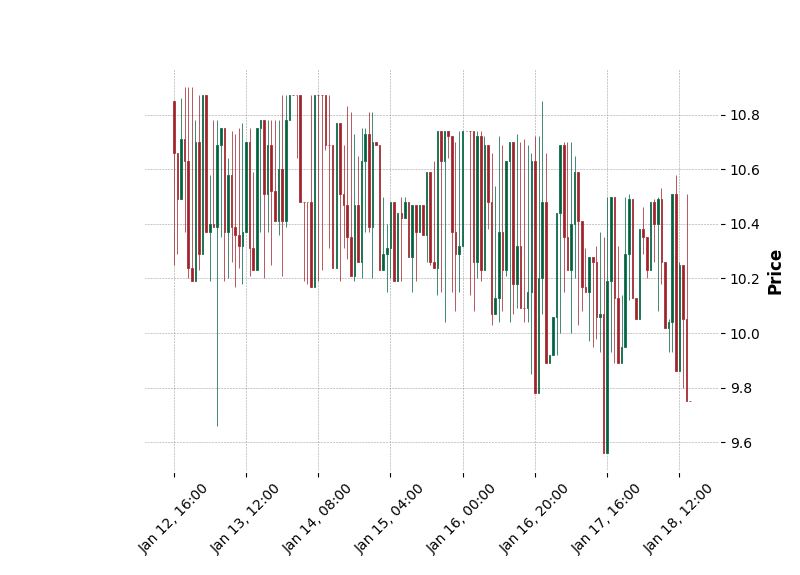 10.8
10.6
10.4
10.2
10.0
9.8
9.6
Price
Jan 12, 16:00
Jan 13, 12:00
Jan 14, 08:00
Jan 15, 04:00
Jan 16, 00:00
Jan 16, 20:00
Jan 17, 16:00
Jan 18, 12:00